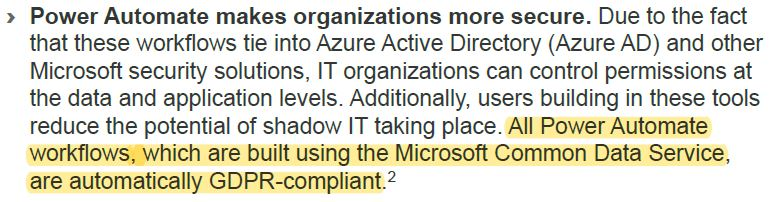 › Power Automate makes organizations more secure. Due to the fact
that these workflows tie into Azure Active Directory (Azure AD) and other
Microsoft security solutions, IT organizations can control permissions at
the data and application levels. Additionally, users building in these tools
reduce the potential of shadow IT taking place. All Power Automate
workflows, which are built using the Microsoft Common Data Service,
are automatically GDPR-compliant.²